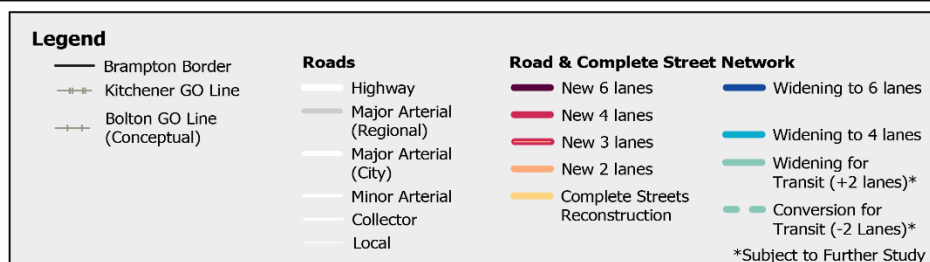 Legend
Brampton Border
Kitchener GO Line
Bolton GO Line
(Conceptual)
Roads
Highway
Major Arterial
(Regional)
Major Arterial
(City)
Minor Arterial
Collector
Local
Road & Complete Street Network
New 6 lanes
New 4 lanes
New 3 lanes
New 2 lanes
Complete Streets
Reconstruction
Widening to 6 lanes
Widening to 4 lanes
Widening for
Transit (+2 lanes)*
Conversion for
Transit (-2 Lanes)*
*Subject to Further Study